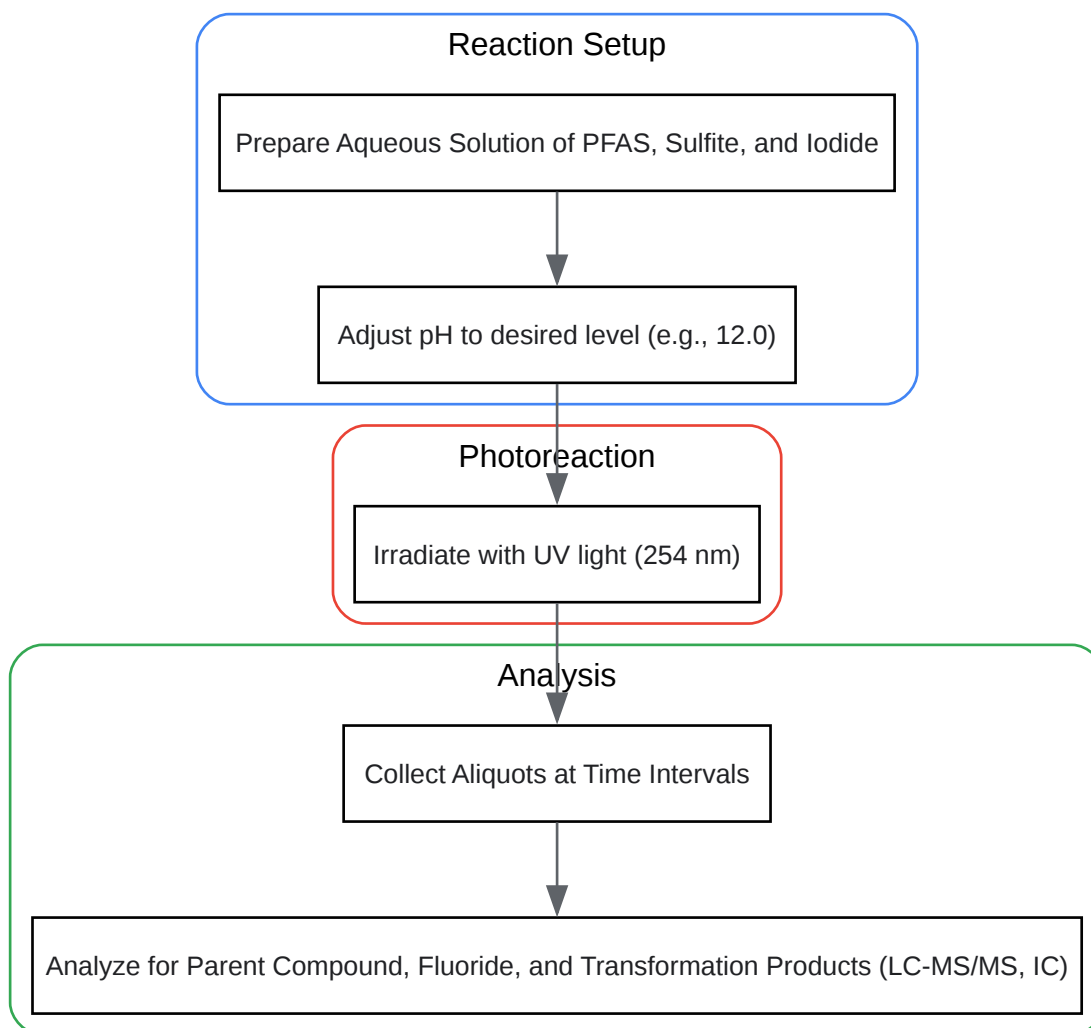 Reaction Setup
Prepare Aqueous Solution of PFAS, Sulfite, and Iodide
Adjust pH to desired level (e.g., 12.0)
Photoreaction
Irradiate with UV light (254 nm)
Analysis
Collect Aliquots at Time Intervals
Analyze for Parent Compound, Fluoride, and Transformation Products (LC-MS/MS, IC)